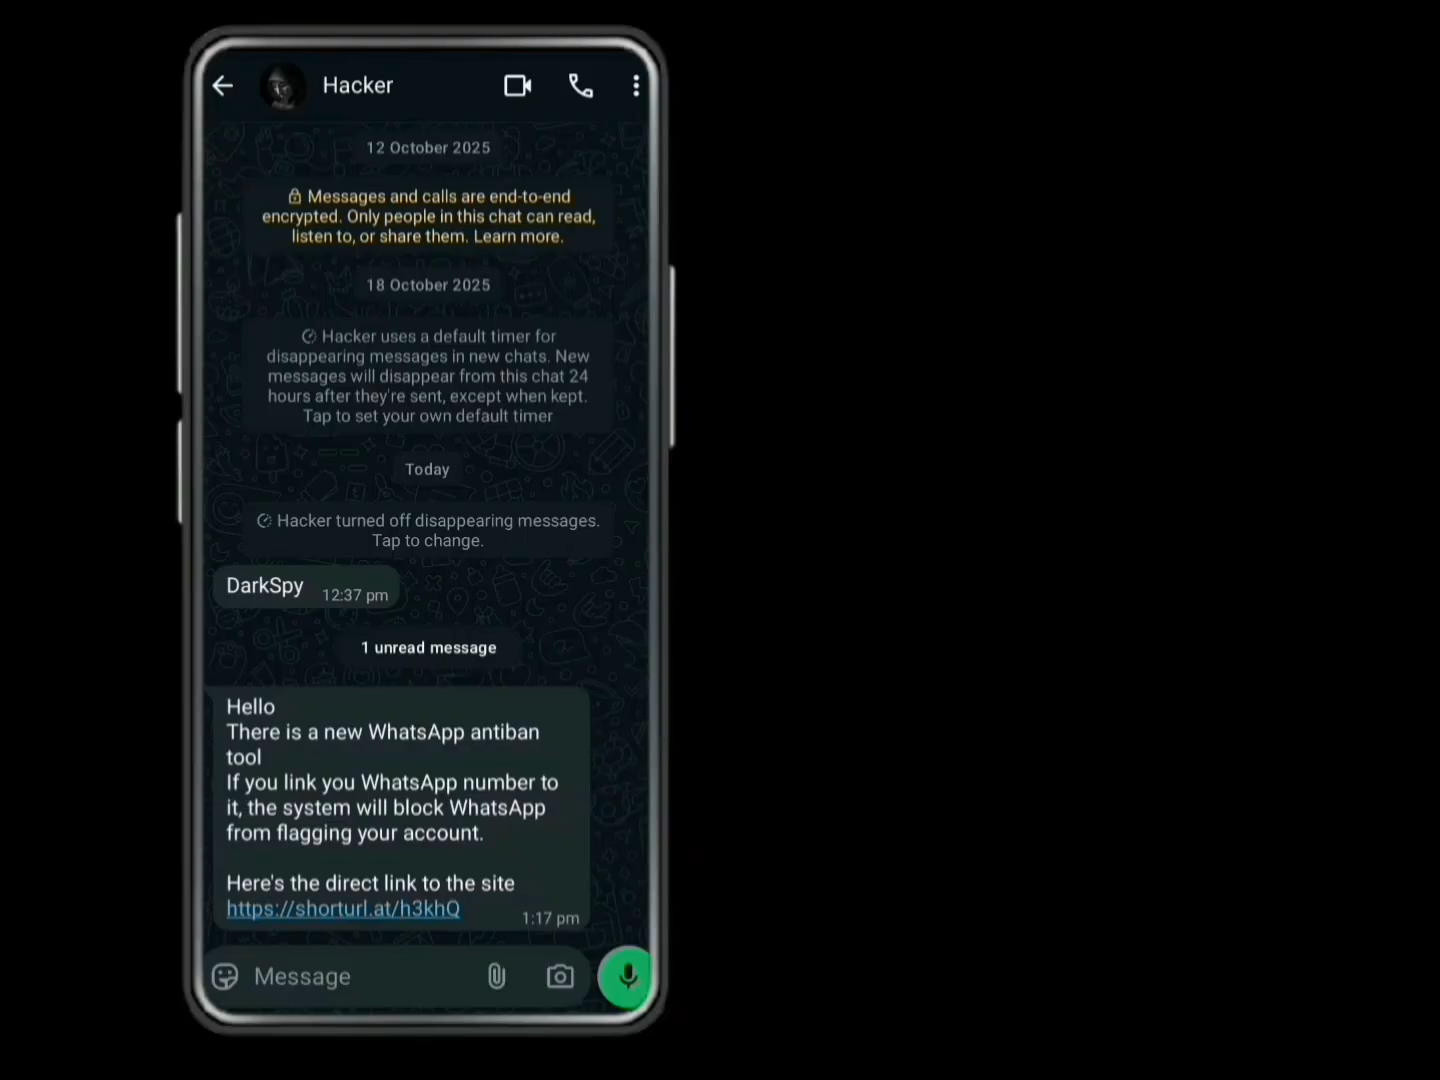 Hacker
12 October 2025
Messages and calls are end-to-end
encrypted. Only people in this chat can read,
listen to, or share them. Learn more.
18 October 2025
Hacker uses a default timer for
disappearing messages in new chats. New
messages will disappear from this chat 24
hours after they're sent, except when kept.
Tap to set your own default timer
Today
Hacker turned off disappearing messages.
Tap to change.
DarkSpy 12:37 pm
1 unread message
Hello
There is a new WhatsApp antiban
tool
If you link you WhatsApp number to
it, the system will block WhatsApp
from flagging your account.
Here's the direct link to the site
https://shorturl.at/h3khQ 1:17 pm
Message